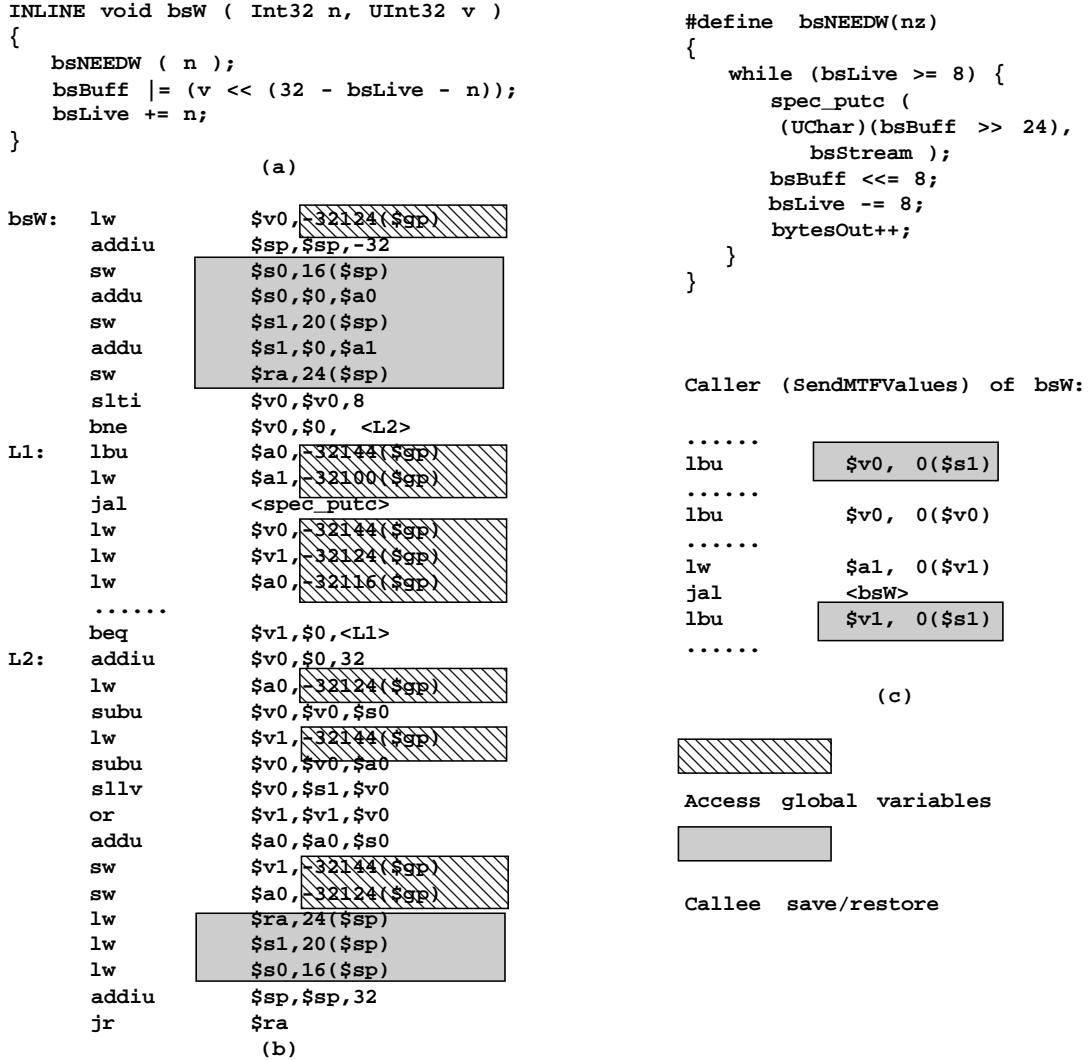 INLINE void bsW ( Int32 n, UInt32 v )
{
bsNEEDW ( n );
bsBuff |= (v << (32 - bsLive - n));
bsLive += n;
}
(a)
bsW: lw $v0,-32124($gp)
addiu $sp,$sp,-32
sw $s0,16($sp)
addu $s0,$0,$a0
sw $s1,20($sp)
addu $s1,$0,$a1
sw $ra,24($sp)
slti $v0,$v0,8
bne $v0,$0, <L2>
L1: lbu $a0,-32144($gp)
lw $a1,-32100($gp)
jal <spec_putc>
lw $v0,-32144($gp)
lw $v1,-32124($gp)
lw $a0,-32116($gp)
......
beq $v1,$0,<L1>
L2: addiu $v0,$0,32
lw $a0,-32124($gp)
subu $v0,$v0,$s0
lw $v1,-32144($gp)
subu $v0,$v0,$a0
sllv $v0,$s1,$v0
or $v1,$v1,$v0
addu $a0,$a0,$s0
sw $v1,-32144($gp)
sw $a0,-32124($gp)
lw $ra,24($sp)
lw $s1,20($sp)
lw $s0,16($sp)
addiu $sp,$sp,32
jr $ra
(b)
#define bsNEEDW(nz)
{
while (bsLive >= 8) {
spec_putc (
(UChar)(bsBuff >> 24),
bsStream );
bsBuff <<= 8;
bsLive -= 8;
bytesOut++;
}
}
Caller (SendMTFValues) of bsW:
......
lbu $v0, 0($s1)
......
lbu $v0, 0($v0)
......
lw $a1, 0($v1)
jal <bsW>
lbu $v1, 0($s1)
......
(c)
Access global variables
Callee save/restore